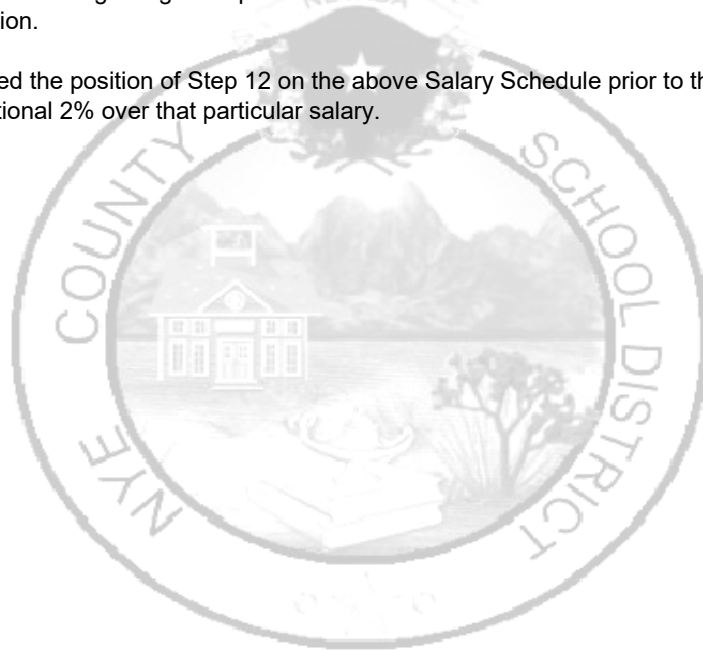 ion.
ed the position of Step 12 on the above Salary Schedule prior to th
tional 2% over that particular salary.
NEVADA
NYE COUNTY SCHOOL DISTRICT